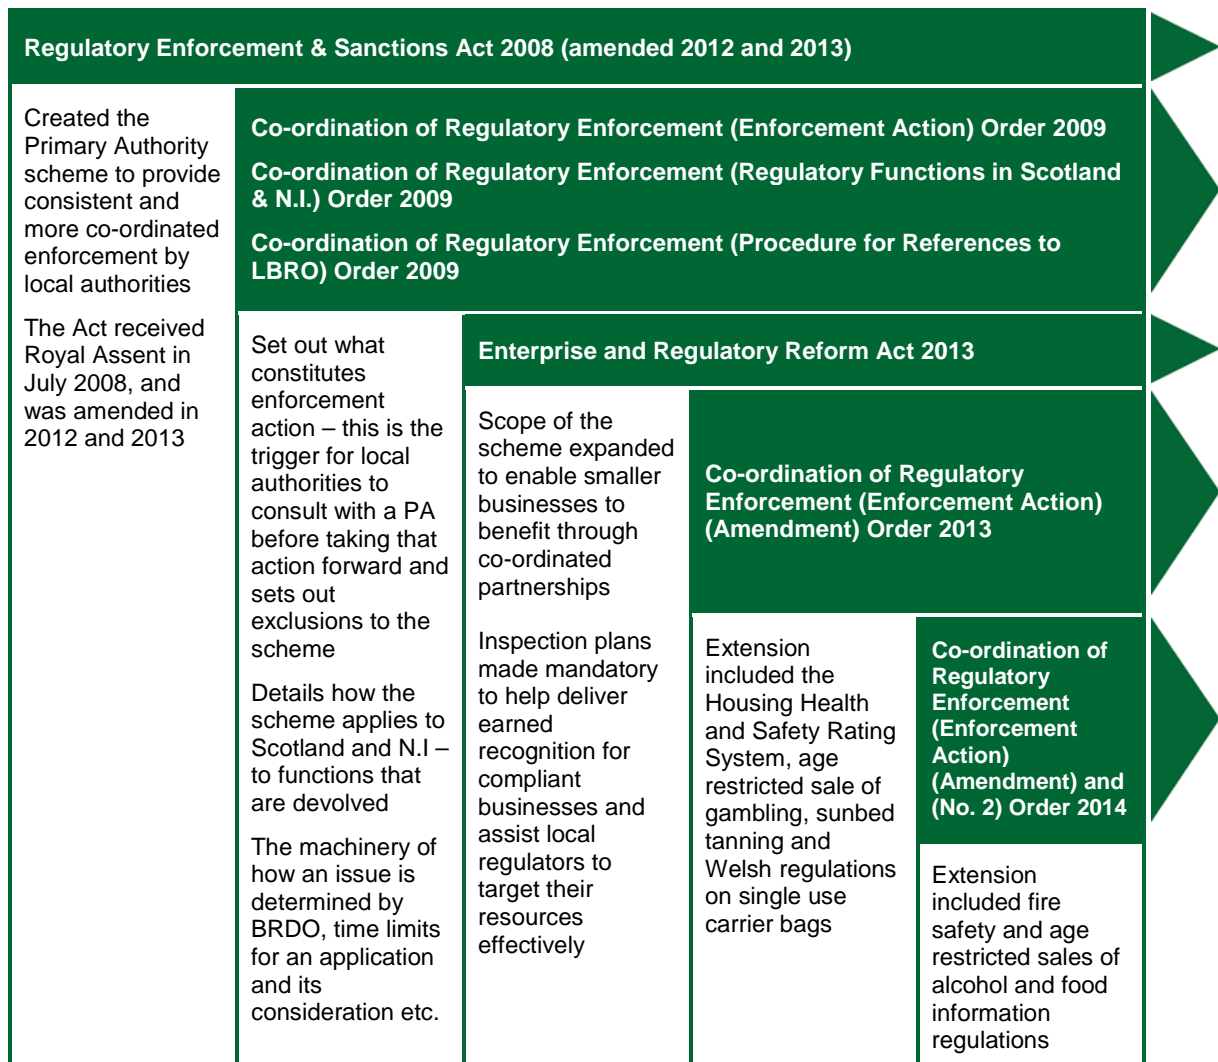 Regulatory Enforcement & Sanctions Act 2008 (amended 2012 and 2013)
Created the
Primary Authority
scheme to provide
consistent and
more co-ordinated
enforcement by
local authorities
The Act received
Royal Assent in
July 2008, and
was amended in
2012 and 2013
Co-ordination of Regulatory Enforcement (Enforcement Action) Order 2009
Co-ordination of Regulatory Enforcement (Regulatory Functions in Scotland
& N.I.) Order 2009
Co-ordination of Regulatory Enforcement (Procedure for References to
LBRO) Order 2009
Set out what
constitutes
enforcement
action – this is the
trigger for local
authorities to
consult with a PA
before taking that
action forward and
sets out
exclusions to the
scheme
Details how the
scheme applies to
Scotland and N.I –
to functions that
are devolved
The machinery of
how an issue is
determined by
BRDO, time limits
for an application
and its
consideration etc.
Enterprise and Regulatory Reform Act 2013
Scope of the
scheme expanded
to enable smaller
businesses to
benefit through
co-ordinated
partnerships
Inspection plans
made mandatory
to help deliver
earned
recognition for
compliant
businesses and
assist local
regulators to
target their
resources
effectively
Co-ordination of Regulatory
Enforcement (Enforcement Action)
(Amendment) Order 2013
Extension
included the
Housing Health
and Safety Rating
System, age
restricted sale of
gambling, sunbed
tanning and
Welsh regulations
on single use
carrier bags
Co-ordination of
Regulatory
Enforcement
(Enforcement
Action)
(Amendment) and
(No. 2) Order 2014
Extension
included fire
safety and age
restricted sales of
alcohol and food
information
regulations